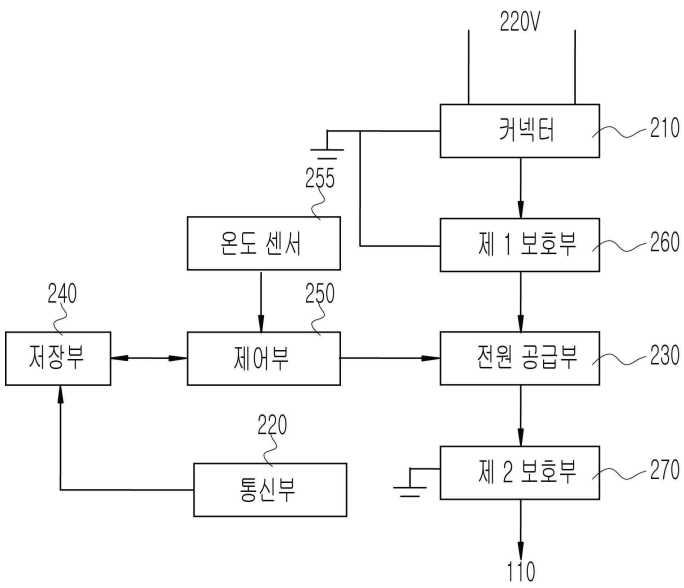 220V
커넥터
210
255
온도 센서
제 1 보호부
260
240
250
저장부
제어부
전원 공급부
230
220
통신부
제 2 보호부
270
110